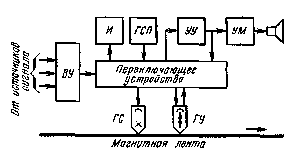 От источников
сигнала
ВУ
И
ГСП
УУ
УМ
Переключающее
устройство
ГС
ГУ
Магнитная лента